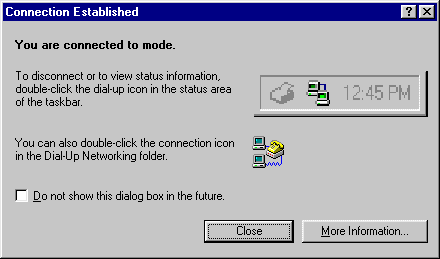 Connection Established
You are connected to mode.
To disconnect or to view status information,
double-click the dial-up icon in the status area
of the taskbar.
12:45 PM
You can also double-click the connection icon
in the Dial-Up Networking folder.
Do not show this dialog box in the future.
Close
More Information...